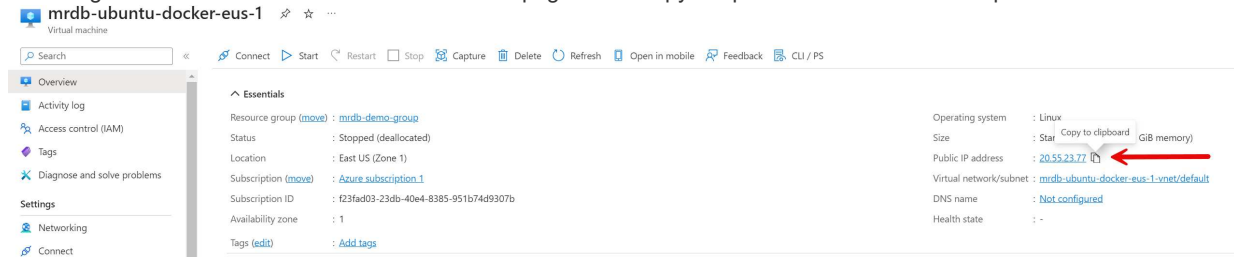 mrdb-ubuntu-docker-eus-1
Virtual machine
Search
Connect Start Restart Stop Capture Delete Refresh Open in mobile Feedback CLI / PS
Overview
Activity log
Access control (IAM)
Tags
Diagnose and solve problems
Settings
Networking
Connect
Essentials
Resource group (move) : mrdb-demo-group
Status : Stopped (deallocated)
Location : East US (Zone 1)
Subscription (move) : Azure subscription 1
Subscription ID : f23fad03-23db-40e4-8385-951b74d9307b
Availability zone : 1
Tags (edit) : Add tags
Operating system : Linux
Copy to clipboard
Size : GiB memory)
Public IP address : 20.55.23.77
Virtual network/subnet : mrdb-ubuntu-docker-eus-1-vnet/default
DNS name : Not configured
Health state : -